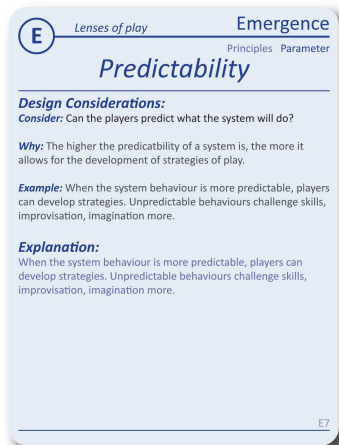 E
Lenses of play
Emergence
Principles Parameter
Predictability
Design Considerations:
Consider: Can the players predict what the system will do?
Why: The higher the predicatbility of a system is, the more it
allows for the development of strategies of play.
Example: When the system behaviour is more predictable, players
can develop strategies. Unpredictable behaviours challenge skills,
improvisation, imagination more.
Explanation:
When the system behaviour is more predictable, players can
develop strategies. Unpredictable behaviours challenge skills,
improvisation, imagination more.
E7